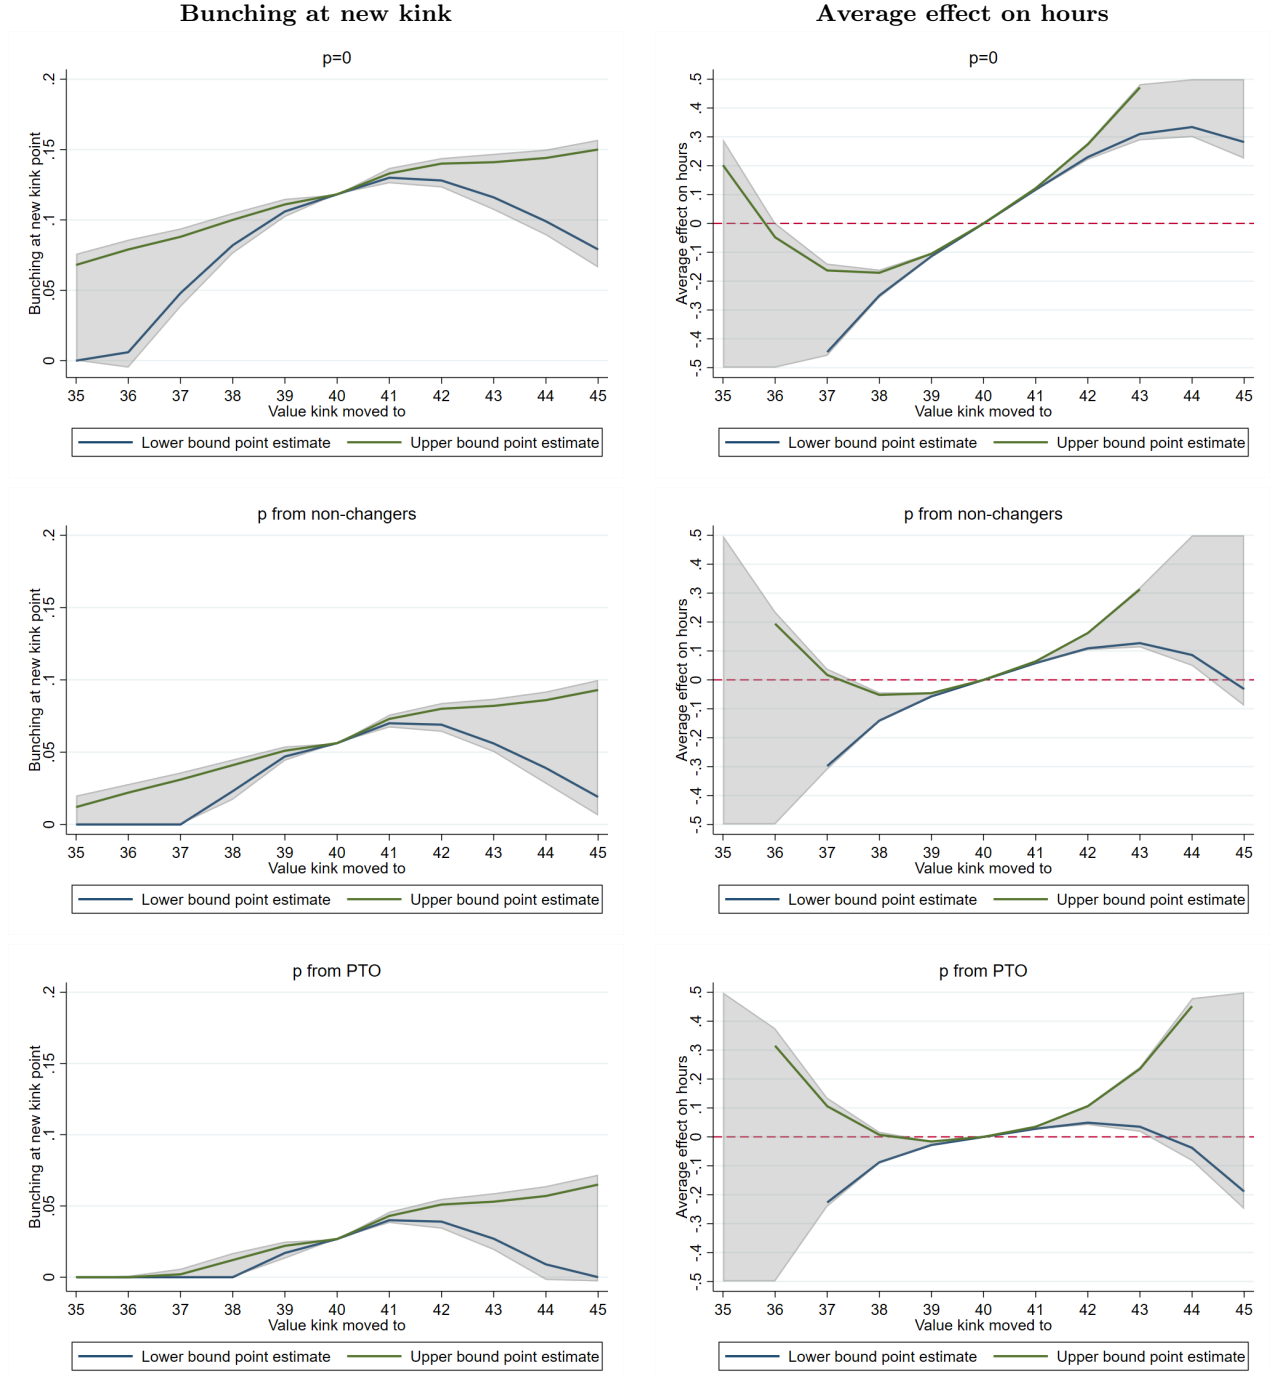 Bunching at new kink
Average effect on hours
p=0
Bunching at new kink point
0 .05 .1 .15 .2
35 36 37 38 39 40 41 42 43 44 45
Value kink moved to
Lower bound point estimate Upper bound point estimate
p=0
Average effect on hours
-.5 -.4 -.3 -.2 -.1 0 .1 .2 .3 .4 .5
35 36 37 38 39 40 41 42 43 44 45
Value kink moved to
Lower bound point estimate Upper bound point estimate
p from non-changers
Bunching at new kink point
0 .05 .1 .15 .2
35 36 37 38 39 40 41 42 43 44 45
Value kink moved to
Lower bound point estimate Upper bound point estimate
p from non-changers
Average effect on hours
-.5 -.4 -.3 -.2 -.1 0 .1 .2 .3 .4 .5
35 36 37 38 39 40 41 42 43 44 45
Value kink moved to
Lower bound point estimate Upper bound point estimate
p from PTO
Bunching at new kink point
0 .05 .1 .15 .2
35 36 37 38 39 40 41 42 43 44 45
Value kink moved to
Lower bound point estimate Upper bound point estimate
p from PTO
Average effect on hours
-.5 -.4 -.3 -.2 -.1 0 .1 .2 .3 .4 .5
35 36 37 38 39 40 41 42 43 44 45
Value kink moved to
Lower bound point estimate Upper bound point estimate